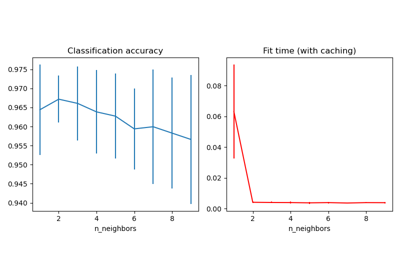 Classification accuracy
0.975
0.970
0.965
0.960
0.955
0.950
0.945
0.940
2 4 6 8
n_neighbors
Fit time (with caching)
0.08
0.06
0.04
0.02
0.00
2 4 6 8
n_neighbors